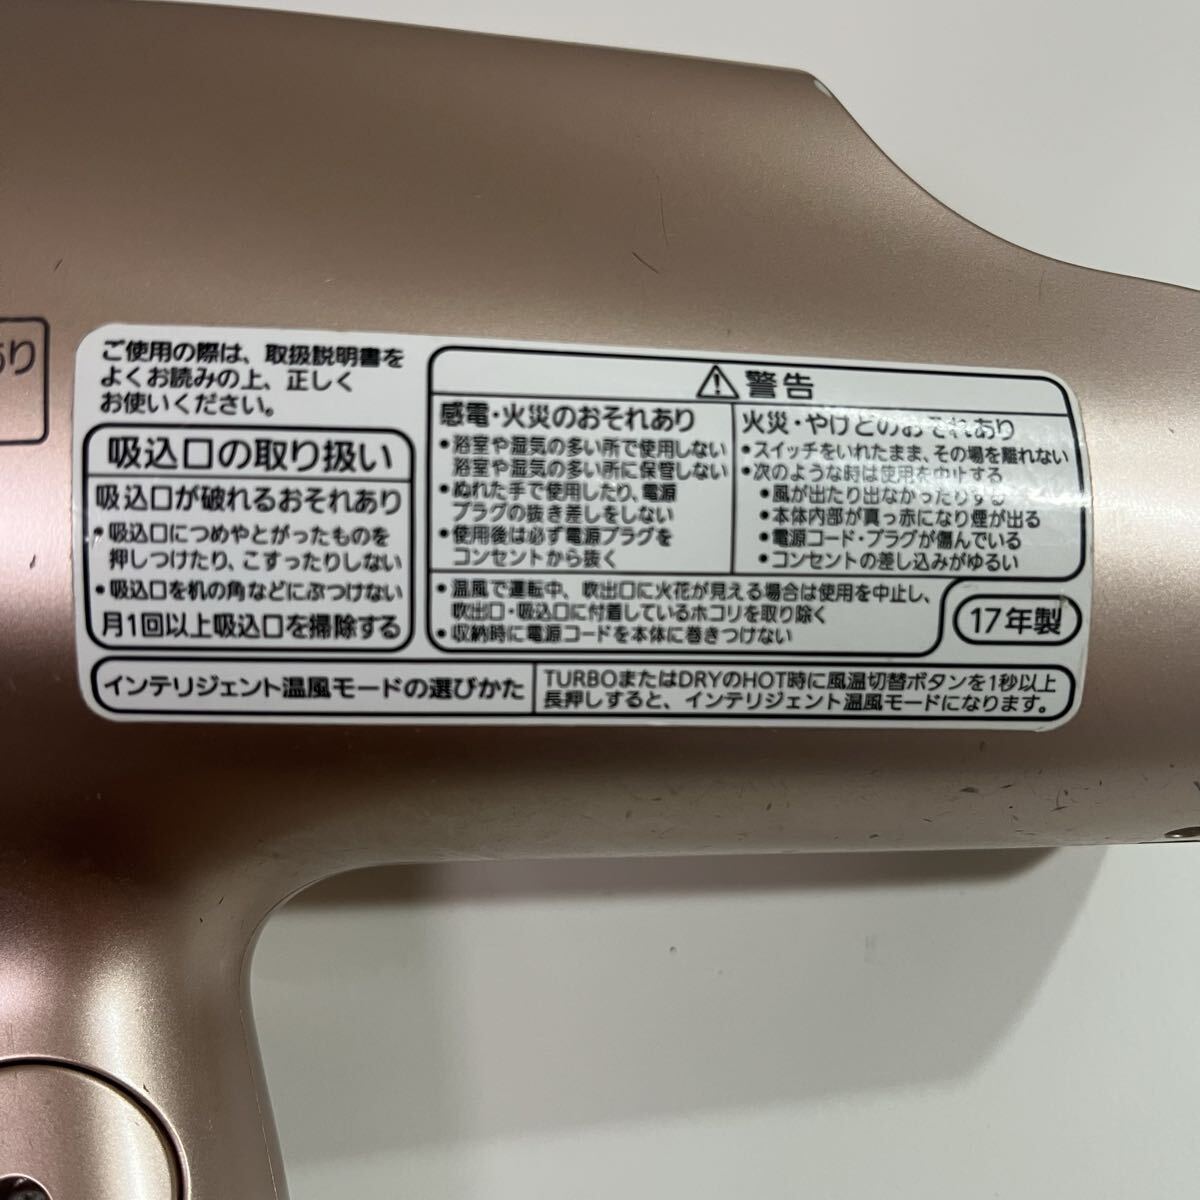 あり
ご使用の際は、取扱説明書を
よくお読みの上、正しく
お使いください。
吸込口の取り扱い
吸込口が破れるおそれあり
・吸込口につめやとがったものを
押しつけたり、こすったりしない
・吸込口を机の角などにぶつけない
月1回以上吸込口を掃除する
⚠警告
感電・火災のおそれあり
・浴室や湿気の多い所で使用しない
浴室や湿気の多い所に保管しない
・ぬれた手で使用したり、電源
プラグの抜き差しをしない
・使用後は必ず電源プラグを
コンセントから抜く
火災・やけどのおそれあり
・スイッチをいれたまま、その場を離れない
・次のような時は使用を中止する
・風が出たり出なかったりする
・本体内部が真っ赤になり煙が出る
・電源コード・プラグが傷んでいる
・コンセントの差し込みがゆるい
・温風で運転中、吹出口に火花が見える場合は使用を中止し、
吹出口・吸込口に付着しているホコリを取り除く
・収納時に電源コードを本体に巻きつけない
17年製
インテリジェント温風モードの選びかた
TURBOまたはDRYのHOT時に風温切替ボタンを1秒以上
長押しすると、インテリジェント温風モードになります。